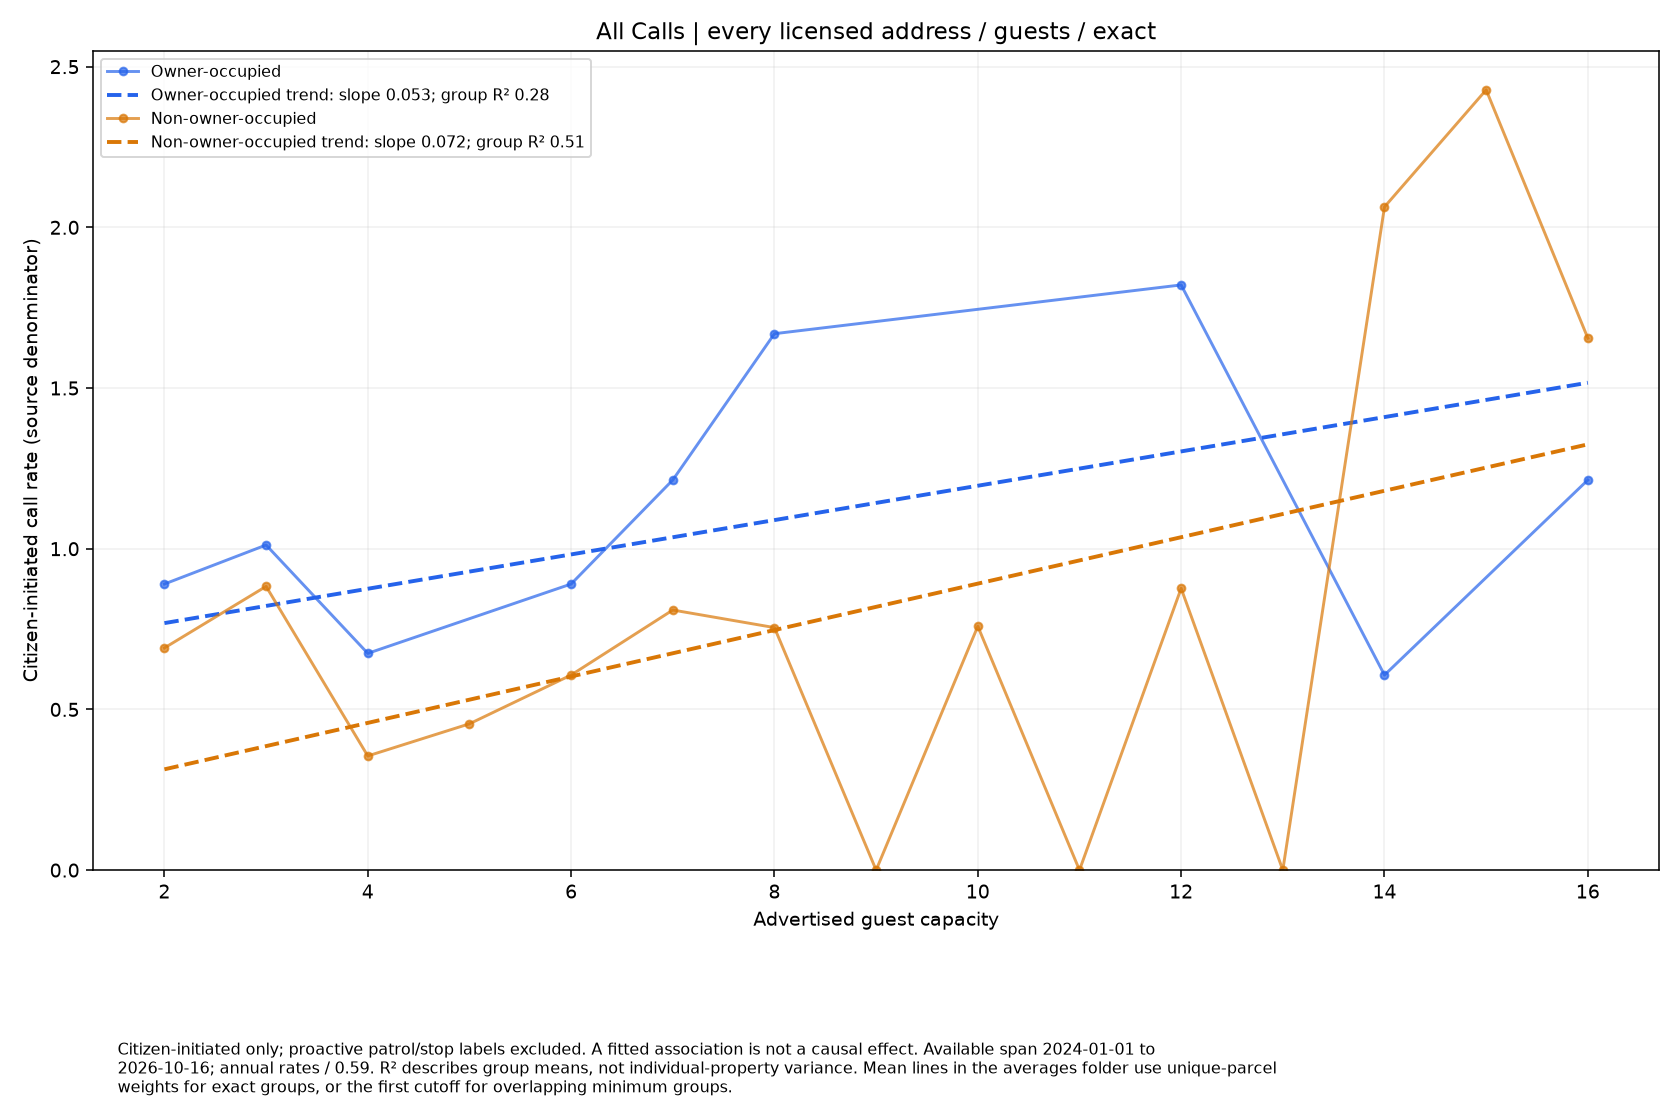 All Calls | every licensed address / guests / exact
Owner-occupied
Owner-occupied trend: slope 0.053; group R² 0.28
Non-owner-occupied
Non-owner-occupied trend: slope 0.072; group R² 0.51
Citizen-initiated call rate (source denominator)
2.5
2.0
1.5
1.0
0.5
0.0
2 4 6 8 10 12 14 16
Advertised guest capacity
Citizen-initiated only; proactive patrol/stop labels excluded. A fitted association is not a causal effect. Available span 2024-01-01 to
2026-10-16; annual rates / 0.59. R² describes group means, not individual-property variance. Mean lines in the averages folder use unique-parcel
weights for exact groups, or the first cutoff for overlapping minimum groups.